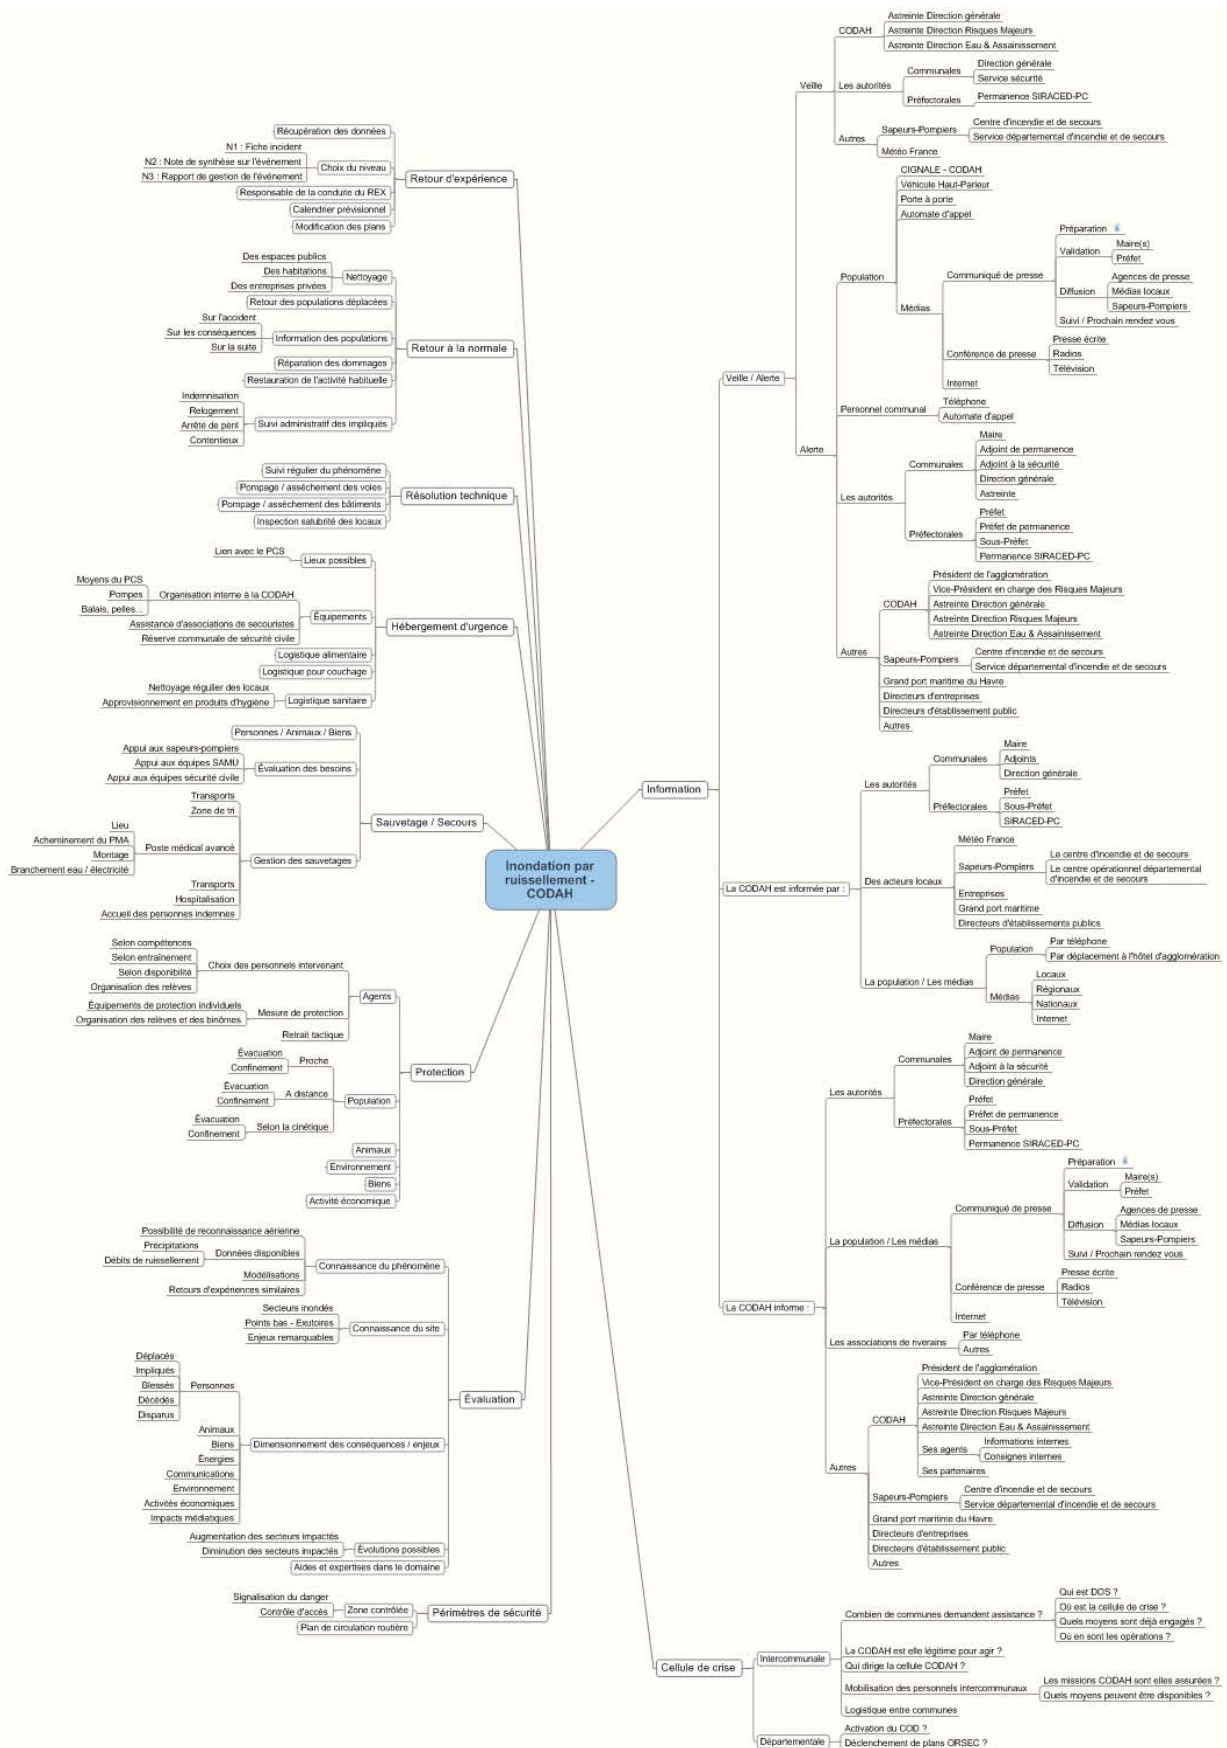 Inondation par
ruissellement -
CODAH
Retour d'expérience
Récupération des données
Choix du niveau
N1 : Fiche incident
N2 : Note de synthèse sur l'événement
N3 : Rapport de gestion de l'événement
Responsable de la conduite du REX
Calendrier prévisionnel
Modification des plans
Retour à la normale
Nettoyage
Des espaces publics
Des habitations
Des entreprises privées
Retour des populations déplacées
Information des populations
Sur l'accident
Sur les conséquences
Sur la suite
Réparation des dommages
Restauration de l'activité habituelle
Suivi administratif des impliqués
Indemnisation
Relogement
Arrêté de péril
Contentieux
Résolution technique
Suivi régulier du phénomène
Pompage / assèchement des voies
Pompage / assèchement des bâtiments
Inspection salubrité des locaux
Hébergement d'urgence
Lieux possibles
Lien avec le PCS
Équipements
Organisation interne à la CODAH
Moyens du PCS
Pompes
Balais, pelles...
Assistance d'associations de secouristes
Réserve communale de sécurité civile
Logistique alimentaire
Logistique pour couchage
Logistique sanitaire
Nettoyage régulier des locaux
Approvisionnement en produits d'hygiène
Sauvetage / Secours
Personnes / Animaux / Biens
Évaluation des besoins
Appui aux sapeurs-pompiers
Appui aux équipes SAMU
Appui aux équipes sécurité civile
Gestion des sauvetages
Transports
Zone de tri
Poste médical avancé
Lieu
Acheminement du PMA
Montage
Branchement eau / électricité
Transports
Hospitalisation
Accueil des personnes indemnes
Protection
Agents
Choix des personnels intervenant
Selon compétences
Selon entraînement
Selon disponibilité
Organisation des relèves
Mesure de protection
Équipements de protection individuels
Organisation des relèves et des binômes
Retrait tactique
Population
Proche
Évacuation
Confinement
A distance
Évacuation
Confinement
Selon la cinétique
Évacuation
Confinement
Animaux
Environnement
Biens
Activité économique
Évaluation
Connaissance du phénomène
Possibilité de reconnaissance aérienne
Données disponibles
Précipitations
Débits de ruissellement
Modélisations
Retours d'expériences similaires
Connaissance du site
Secteurs inondés
Points bas - Exutoires
Enjeux remarquables
Dimensionnement des conséquences / enjeux
Personnes
Déplacés
Impliqués
Blessés
Décédés
Disparus
Animaux
Biens
Énergies
Communications
Environnement
Activités économiques
Impacts médiatiques
Évolutions possibles
Augmentation des secteurs impactés
Diminution des secteurs impactés
Aides et expertises dans le domaine
Périmètres de sécurité
Zone contrôlée
Signalisation du danger
Contrôle d'accès
Plan de circulation routière
Information
Veille / Alerte
Veille
CODAH
Astreinte Direction générale
Astreinte Direction Risques Majeurs
Astreinte Direction Eau & Assainissement
Les autorités
Communales
Direction générale
Service sécurité
Préfectorales
Permanence SIRACED-PC
Autres
Sapeurs-Pompiers
Centre d'incendie et de secours
Service départemental d'incendie et de secours
Météo France
Alerte
Population
CIGNALE - CODAH
Véhicule Haut-Parleur
Porte à porte
Automate d'appel
Médias
Communiqué de presse
Préparation
Validation
Maire(s)
Préfet
Diffusion
Agences de presse
Médias locaux
Sapeurs-Pompiers
Suivi / Prochain rendez vous
Conférence de presse
Presse écrite
Radios
Télévision
Internet
Personnel communal
Téléphone
Automate d'appel
Les autorités
Communales
Maire
Adjoint de permanence
Adjoint à la sécurité
Direction générale
Astreinte
Préfectorales
Préfet
Préfet de permanence
Sous-Préfet
Permanence SIRACED-PC
Autres
CODAH
Président de l'agglomération
Vice-Président en charge des Risques Majeurs
Astreinte Direction générale
Astreinte Direction Risques Majeurs
Astreinte Direction Eau & Assainissement
Sapeurs-Pompiers
Centre d'incendie et de secours
Service départemental d'incendie et de secours
Grand port maritime du Havre
Directeurs d'entreprises
Directeurs d'établissement public
Autres
La CODAH est informée par :
Les autorités
Communales
Maire
Adjoints
Direction générale
Préfectorales
Préfet
Sous-Préfet
SIRACED-PC
Des acteurs locaux
Météo France
Sapeurs-Pompiers
Le centre d'incendie et de secours
Le centre opérationnel départemental
d'incendie et de secours
Entreprises
Grand port maritime
Directeurs d'établissements publics
La population / Les médias
Population
Par téléphone
Par déplacement à l'hôtel d'agglomération
Médias
Locaux
Régionaux
Nationaux
Internet
La CODAH informe :
Les autorités
Communales
Maire
Adjoint de permanence
Adjoint à la sécurité
Direction générale
Préfectorales
Préfet
Préfet de permanence
Sous-Préfet
Permanence SIRACED-PC
La population / Les médias
Communiqué de presse
Préparation
Validation
Maire(s)
Préfet
Diffusion
Agences de presse
Médias locaux
Sapeurs-Pompiers
Suivi / Prochain rendez vous
Conférence de presse
Presse écrite
Radios
Télévision
Internet
Les associations de riverains
Par téléphone
Autres
Autres
CODAH
Président de l'agglomération
Vice-Président en charge des Risques Majeurs
Astreinte Direction générale
Astreinte Direction Risques Majeurs
Astreinte Direction Eau & Assainissement
Ses agents
Informations internes
Consignes internes
Ses partenaires
Sapeurs-Pompiers
Centre d'incendie et de secours
Service départemental d'incendie et de secours
Grand port maritime du Havre
Directeurs d'entreprises
Directeurs d'établissement public
Autres
Cellule de crise
Intercommunale
Combien de communes demandent assistance ?
Qui est DOS ?
Où est la cellule de crise ?
Quels moyens sont déjà engagés ?
Où en sont les opérations ?
La CODAH est elle légitime pour agir ?
Qui dirige la cellule CODAH ?
Mobilisation des personnels intercommunaux
Les missions CODAH sont elles assurées ?
Quels moyens peuvent être disponibles ?
Logistique entre communes
Départementale
Activation du COD ?
Déclenchement de plans ORSEC ?